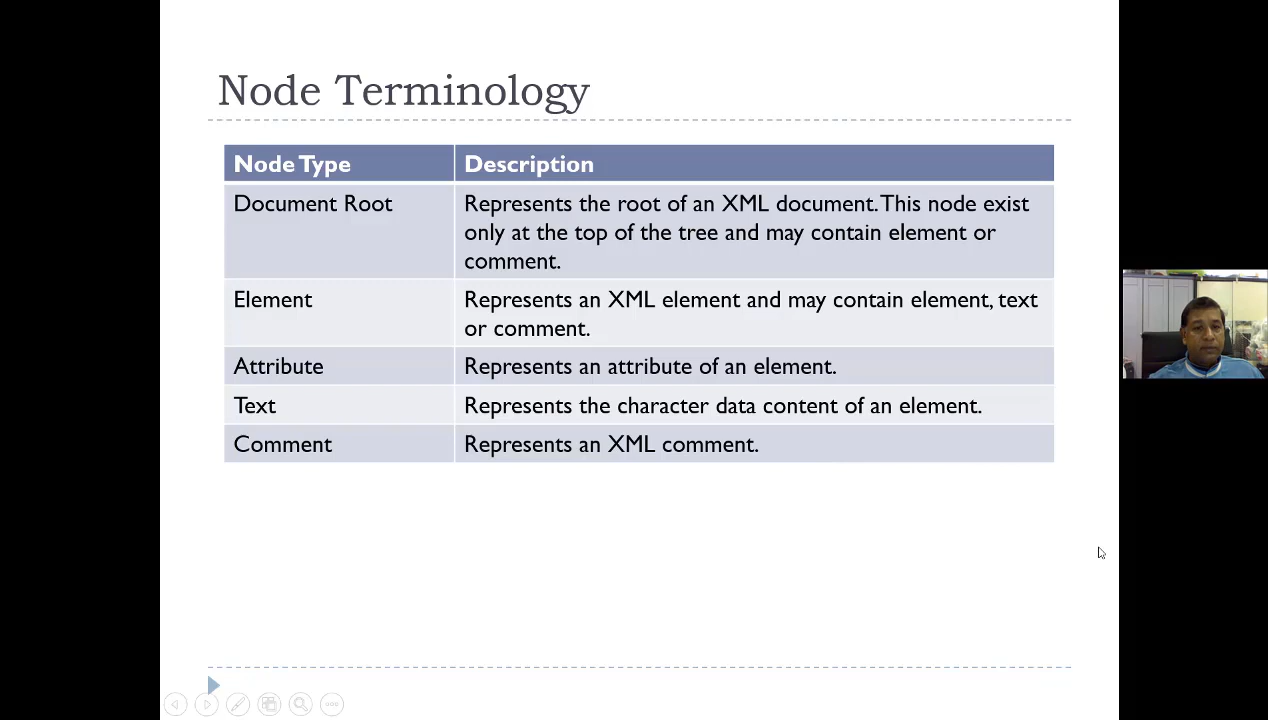 Node Terminology
Node Type
Description
Document Root
Represents the root of an XML document. This node exist
only at the top of the tree and may contain element or
comment.
Element
Represents an XML element and may contain element, text
or comment.
Attribute
Represents an attribute of an element.
Text
Represents the character data content of an element.
Comment
Represents an XML comment.